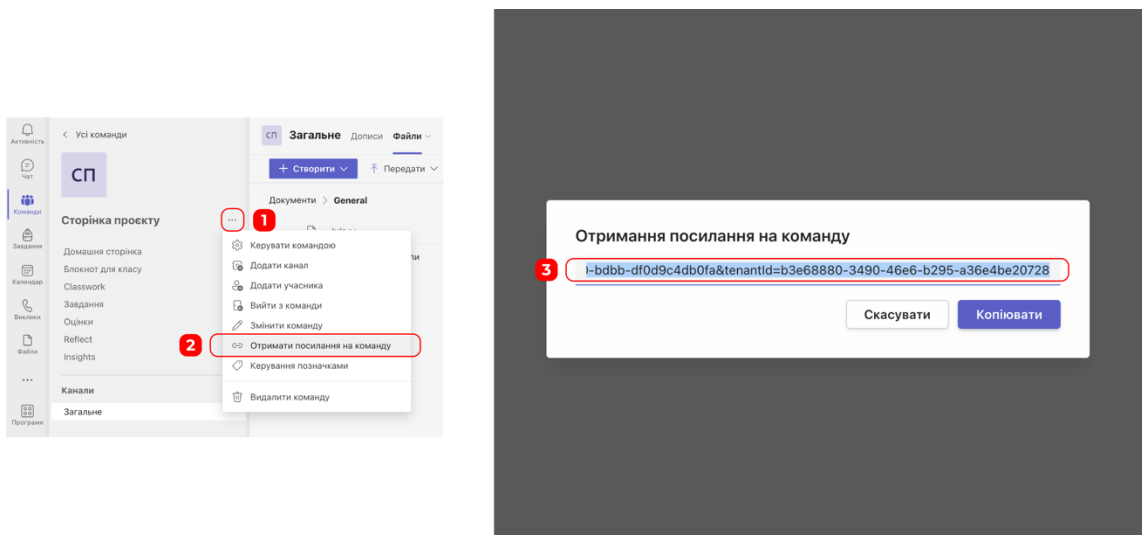 Активність
Чат
Команди
Завдання
Календар
Виклики
Файли
Програми
Усі команди
СП
Сторінка проєкту
Домашня сторінка
Блокнот для класу
Classwork
Завдання
Оцінки
Reflect
Insights
Канали
Загальне
СП Загальне Дописи Файли
+ Створити Передати
Документи > General
1
Керувати командою
Додати канал
Додати учасника
Вийти з команди
Змінити команду
2 Отримати посилання на команду
Керування позначками
Видалити команду
Отримання посилання на команду
3 -bdbb-df0d9c4db0fa&tenantId=b3e68880-3490-46e6-b295-a36e4be20728
Скасувати Копіювати